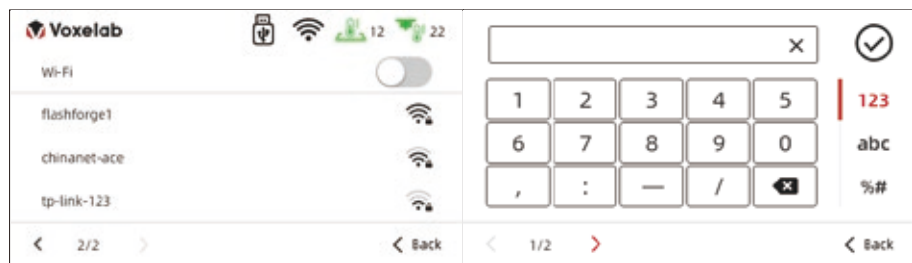 Voxelab 12 22
Wi-Fi
flashforge1
chinanet-ace
tp-link-123
< 2/2 > < Back
×
1 2 3 4 5 123
6 7 8 9 0 abc
, : — / %#
< 1/2 > < Back